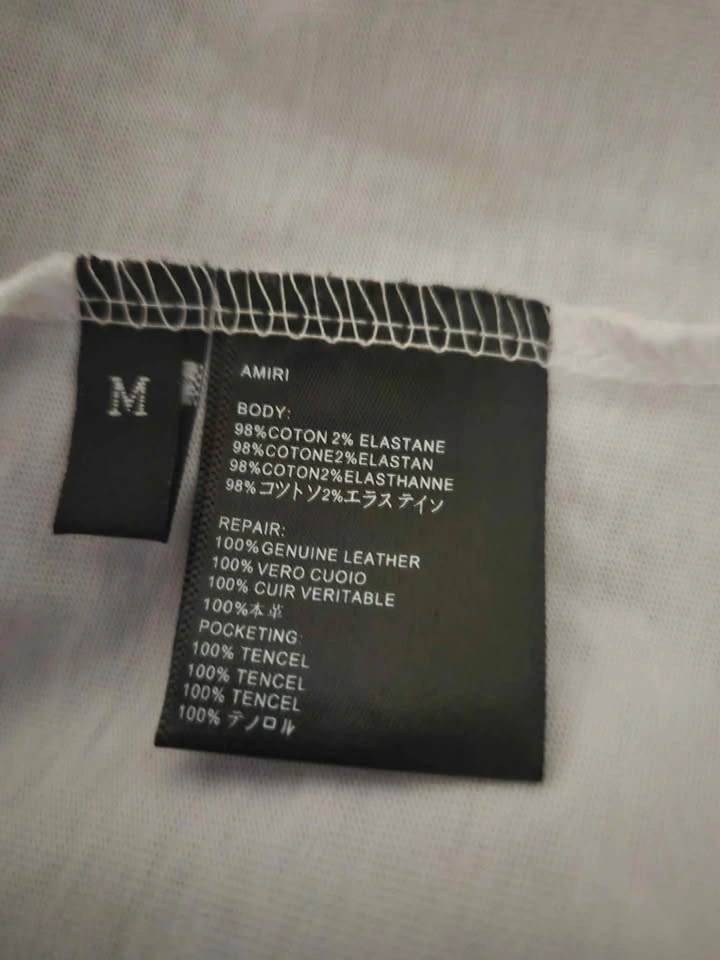 M
AMIRI
BODY:
98%COTON 2% ELASTANE
98%COTONE2%ELASTAN
98%COTON2%ELASTHANNE
98%コツトソ2%エラステイソ
REPAIR:
100%GENUINE LEATHER
100% VERO CUOIO
100% CUIR VERITABLE
100%本革
POCKETING:
100% TENCEL
100% TENCEL
100% TENCEL
100% テノロル